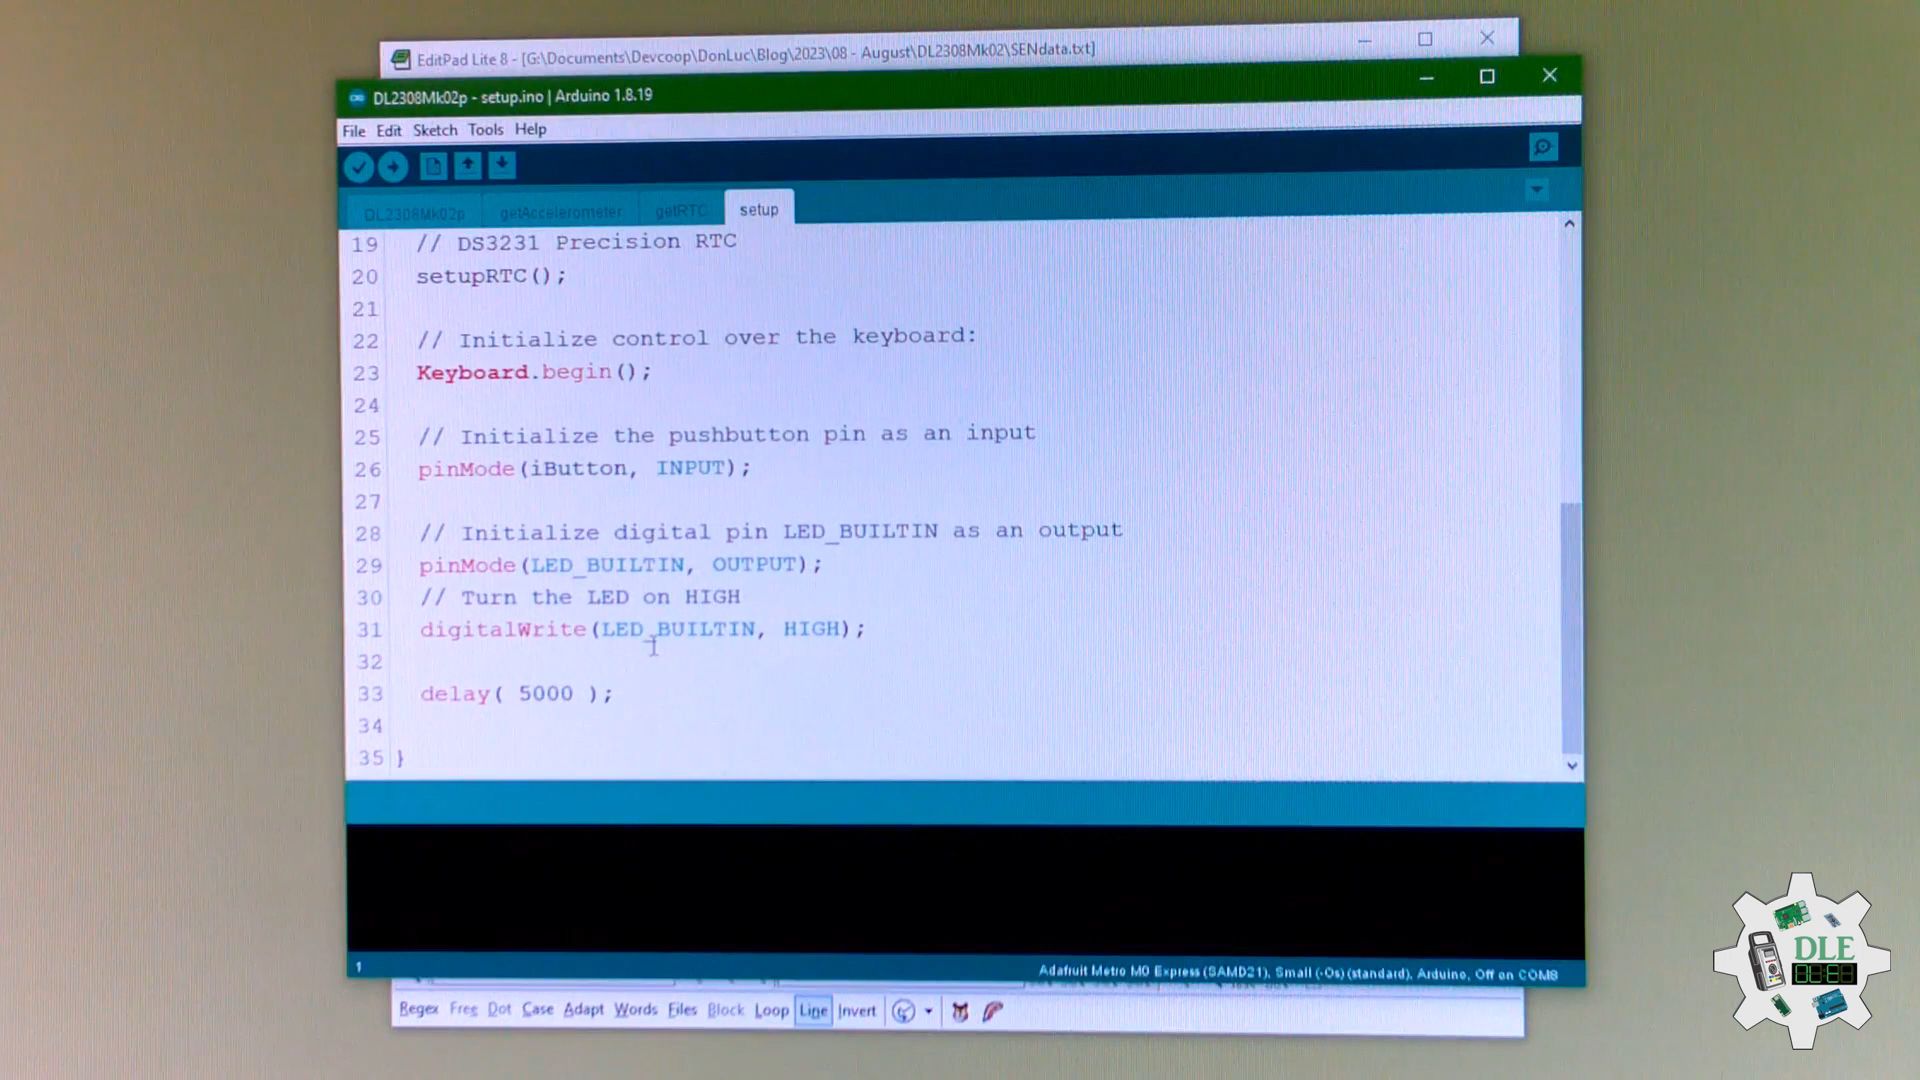 EditPad Lite 8 - [G:\Documents\Devcoop\DonLuc\Blog\2023\08 - August\DL2308Mk02\SENdata.txt]
DL2308Mk02p - setup.ino | Arduino 1.8.19
File Edit Sketch Tools Help
DL2308Mk02p getAccelerometer getRTC setup
19 // DS3231 Precision RTC
20 setupRTC();
21
22 // Initialize control over the keyboard:
23 Keyboard.begin();
24
25 // Initialize the pushbutton pin as an input
26 pinMode(iButton, INPUT);
27
28 // Initialize digital pin LED_BUILTIN as an output
29 pinMode(LED_BUILTIN, OUTPUT);
30 // Turn the LED on HIGH
31 digitalWrite(LED_BUILTIN, HIGH);
32
33 delay( 5000 );
34
35 }
1 Adafruit Metro M0 Express (SAMD21), Small (-Os) (standard), Arduino, Off on COM8
Regex Free Dot Case Adapt Words Files Block Loop Line Invert
DLE